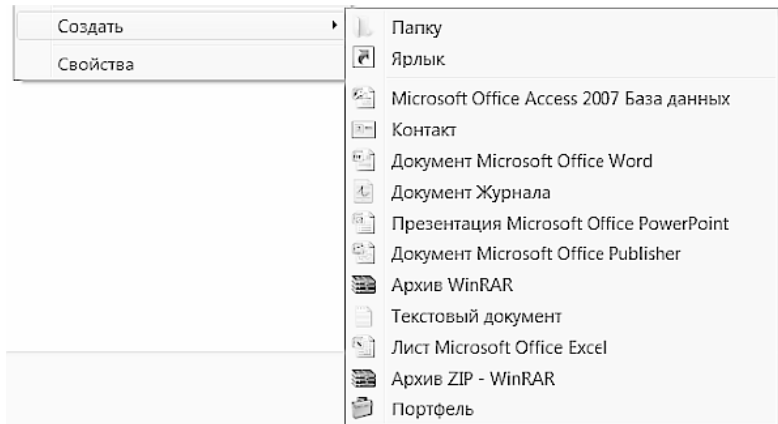 Создать
Свойства
Папку
Ярлык
Microsoft Office Access 2007 База данных
Контакт
Документ Microsoft Office Word
Документ Журнала
Презентация Microsoft Office PowerPoint
Документ Microsoft Office Publisher
Архив WinRAR
Текстовый документ
Лист Microsoft Office Excel
Архив ZIP - WinRAR
Портфель